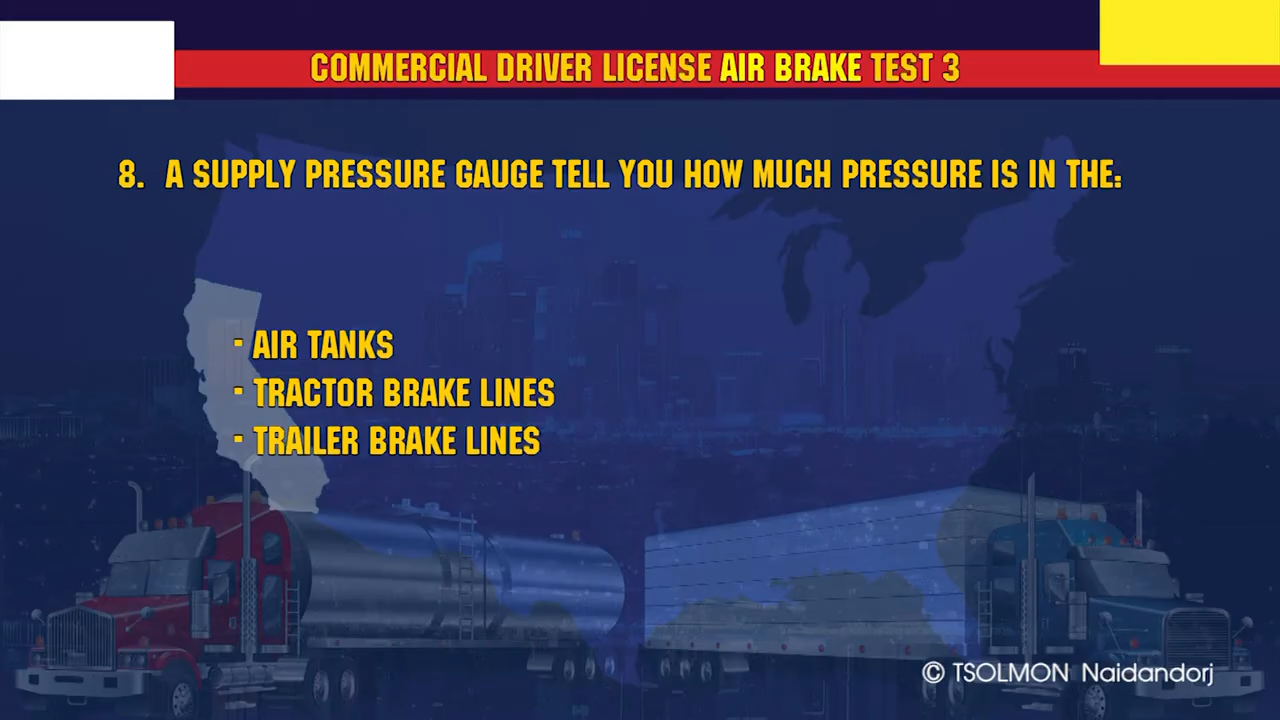 COMMERCIAL DRIVER LICENSE AIR BRAKE TEST 3
8. A SUPPLY PRESSURE GAUGE TELL YOU HOW MUCH PRESSURE IS IN THE:
· AIR TANKS
· TRACTOR BRAKE LINES
· TRAILER BRAKE LINES
© TSOLMON Naidandorj